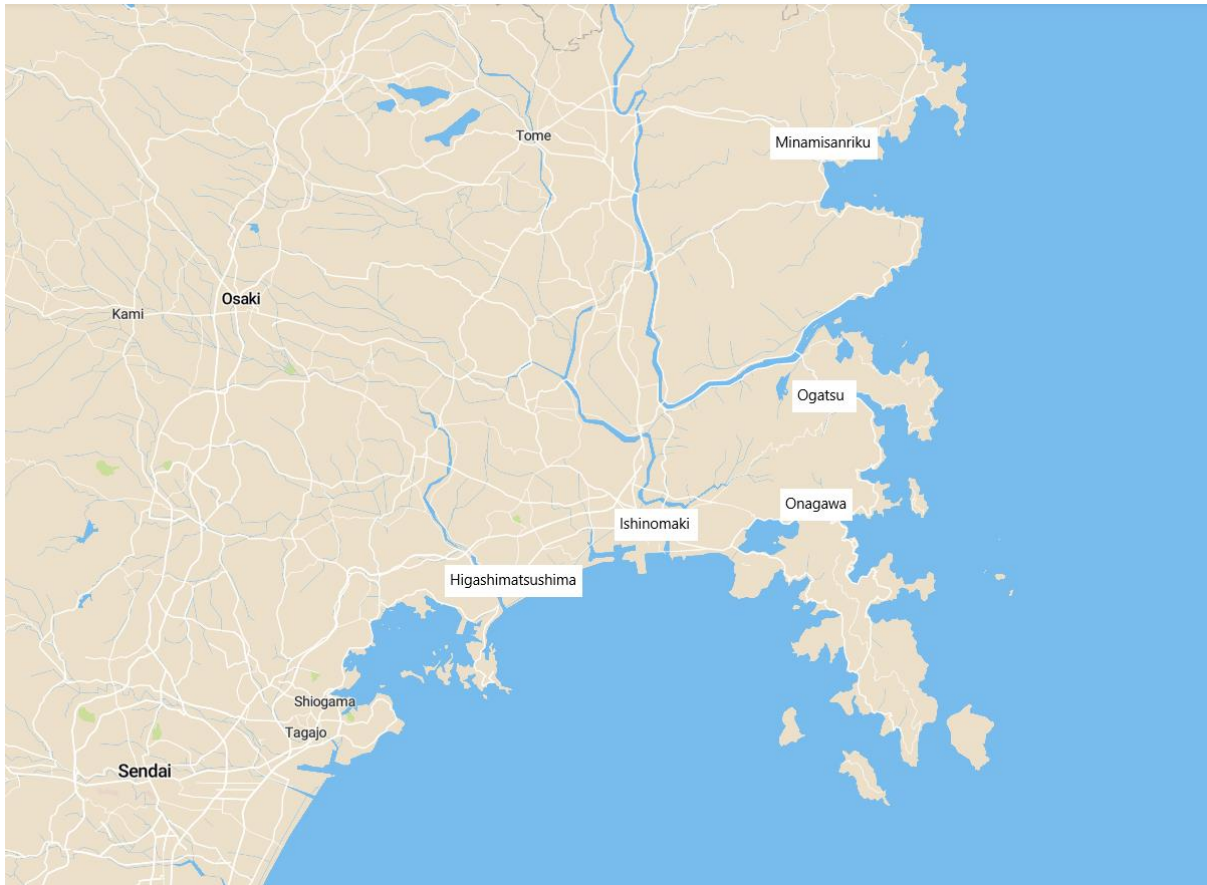 Tome
Minamisanriku
Osaki
Kami
Ogatsu
Onagawa
Ishinomaki
Higashimatsushima
Shiogama
Tagajo
Sendai